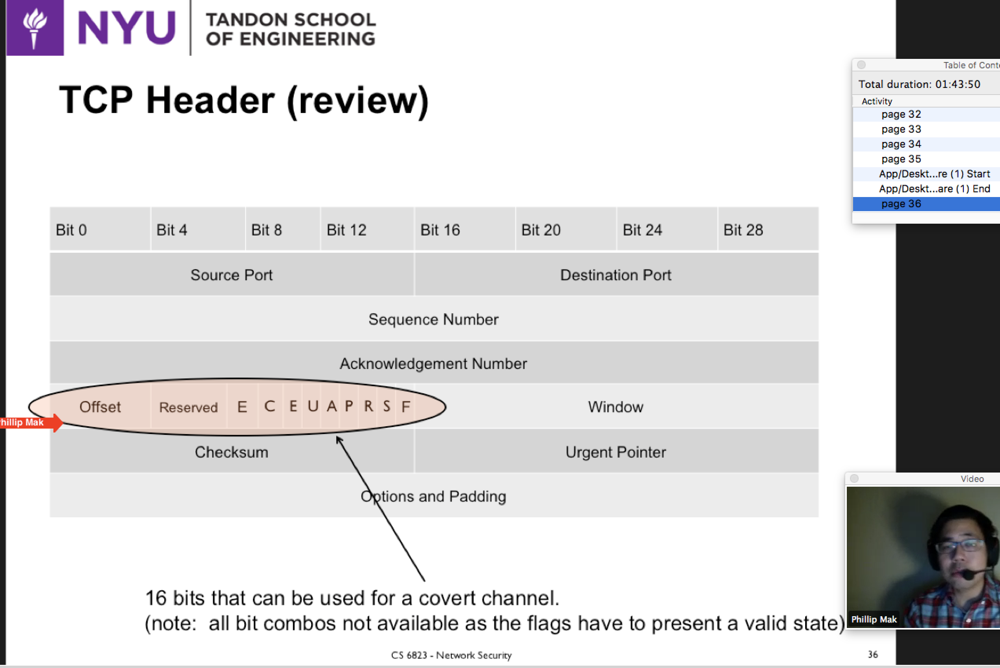 NYU
TANDON SCHOOL
OF ENGINEERING
TCP Header (review)
Bit 0 Bit 4 Bit 8 Bit 12 Bit 16 Bit 20 Bit 24 Bit 28
Source Port Destination Port
Sequence Number
Acknowledgement Number
Offset Reserved E C E U A P R S F Window
hillip Mak
Checksum Urgent Pointer
Options and Padding
16 bits that can be used for a covert channel.
(note: all bit combos not available as the flags have to present a valid state)
CS 6823 - Network Security
36
Table of Cont
Total duration: 01:43:50
Activity
page 32
page 33
page 34
page 35
App/Deskt...re (1) Start
App/Deskt...are (1) End
page 36
Video
Phillip Mak